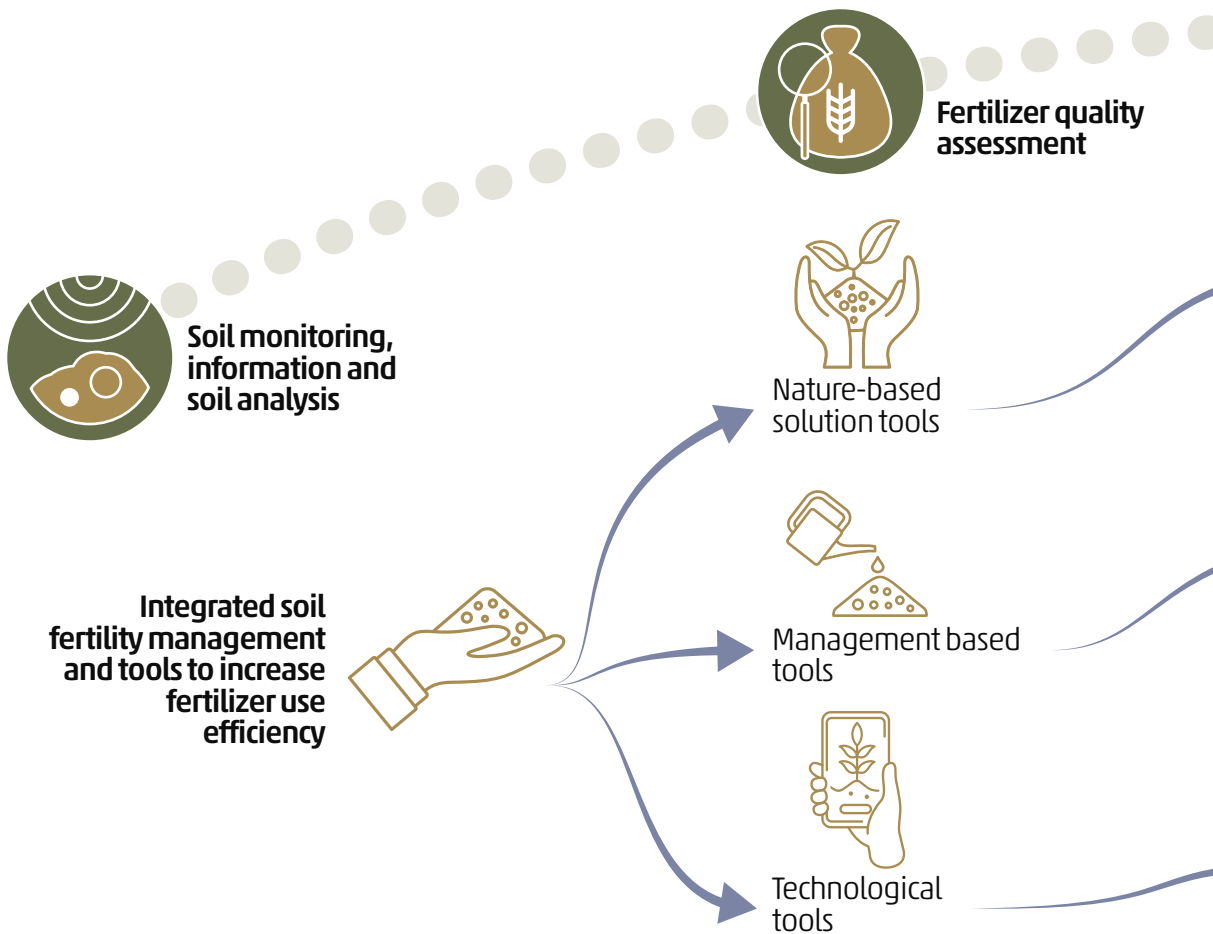 Fertilizer quality
assessment
Soil monitoring,
information and
soil analysis
Nature-based
solution tools
Integrated soil
fertility management
and tools to increase
fertilizer use
efficiency
Management based
tools
Technological
tools